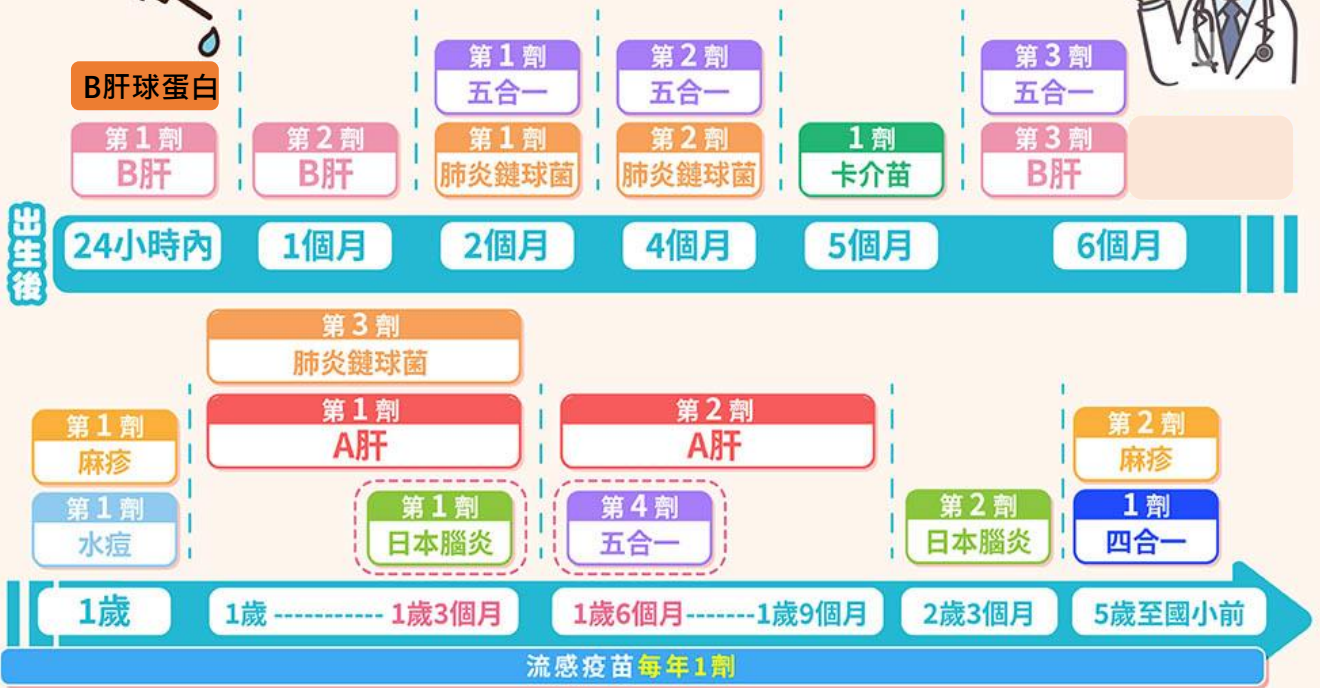 B肝球蛋白
第1劑
B肝
第2劑
B肝
第1劑
五合一
第1劑
肺炎鏈球菌
第2劑
五合一
第2劑
肺炎鏈球菌
1劑
卡介苗
第3劑
五合一
第3劑
B肝
出生後
24小時內
1個月
2個月
4個月
5個月
6個月
第1劑
麻疹
第1劑
水痘
第3劑
肺炎鏈球菌
第1劑
A肝
第1劑
日本腦炎
第2劑
A肝
第4劑
五合一
第2劑
日本腦炎
第2劑
麻疹
1劑
四合一
1歲
1歲 ----------- 1歲3個月
1歲6個月-------1歲9個月
2歲3個月
5歲至國小前
流感疫苗每年1劑